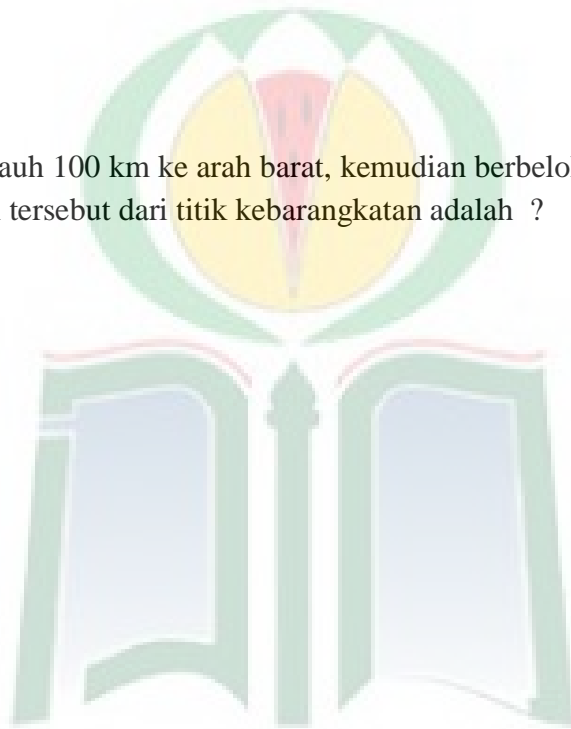 auh 100 km ke arah barat, kemudian berbelo
tersebut dari titik kebarangkatan adalah ?